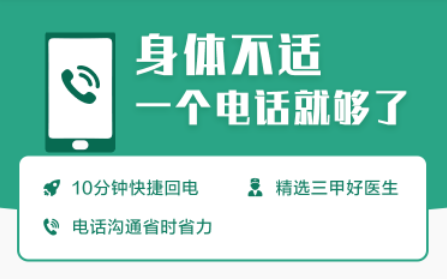 身体不适
一个电话就够了
10分钟快捷回电
精选三甲好医生
电话沟通省时省力